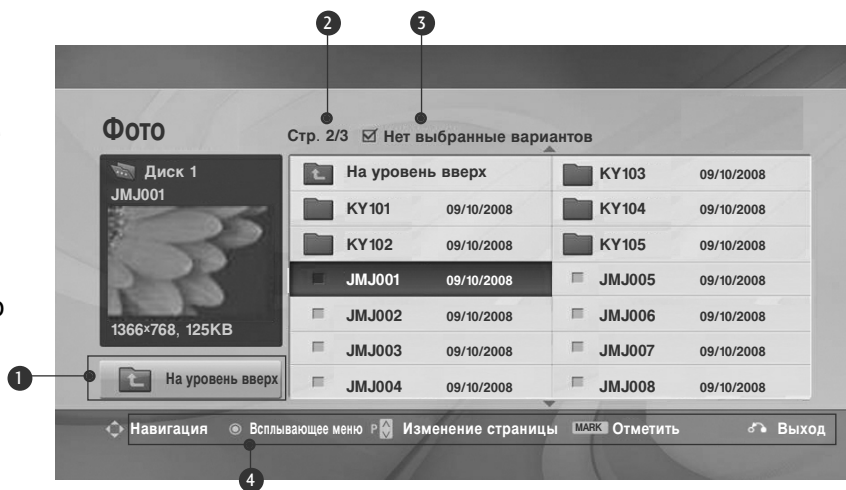 2 3
Фото
Стр. 2/3 Нет выбранные вариантов
Диск 1
JMJ001
1366x768, 125KB
1
На уровень вверх
На уровень вверх
KY101 09/10/2008
KY102 09/10/2008
JMJ001 09/10/2008
JMJ002 09/10/2008
JMJ003 09/10/2008
JMJ004 09/10/2008
KY103 09/10/2008
KY104 09/10/2008
KY105 09/10/2008
JMJ005 09/10/2008
JMJ006 09/10/2008
JMJ007 09/10/2008
JMJ008 09/10/2008
Навигация Всплывающее меню P Изменение страницы MARK Отметить Выход
4